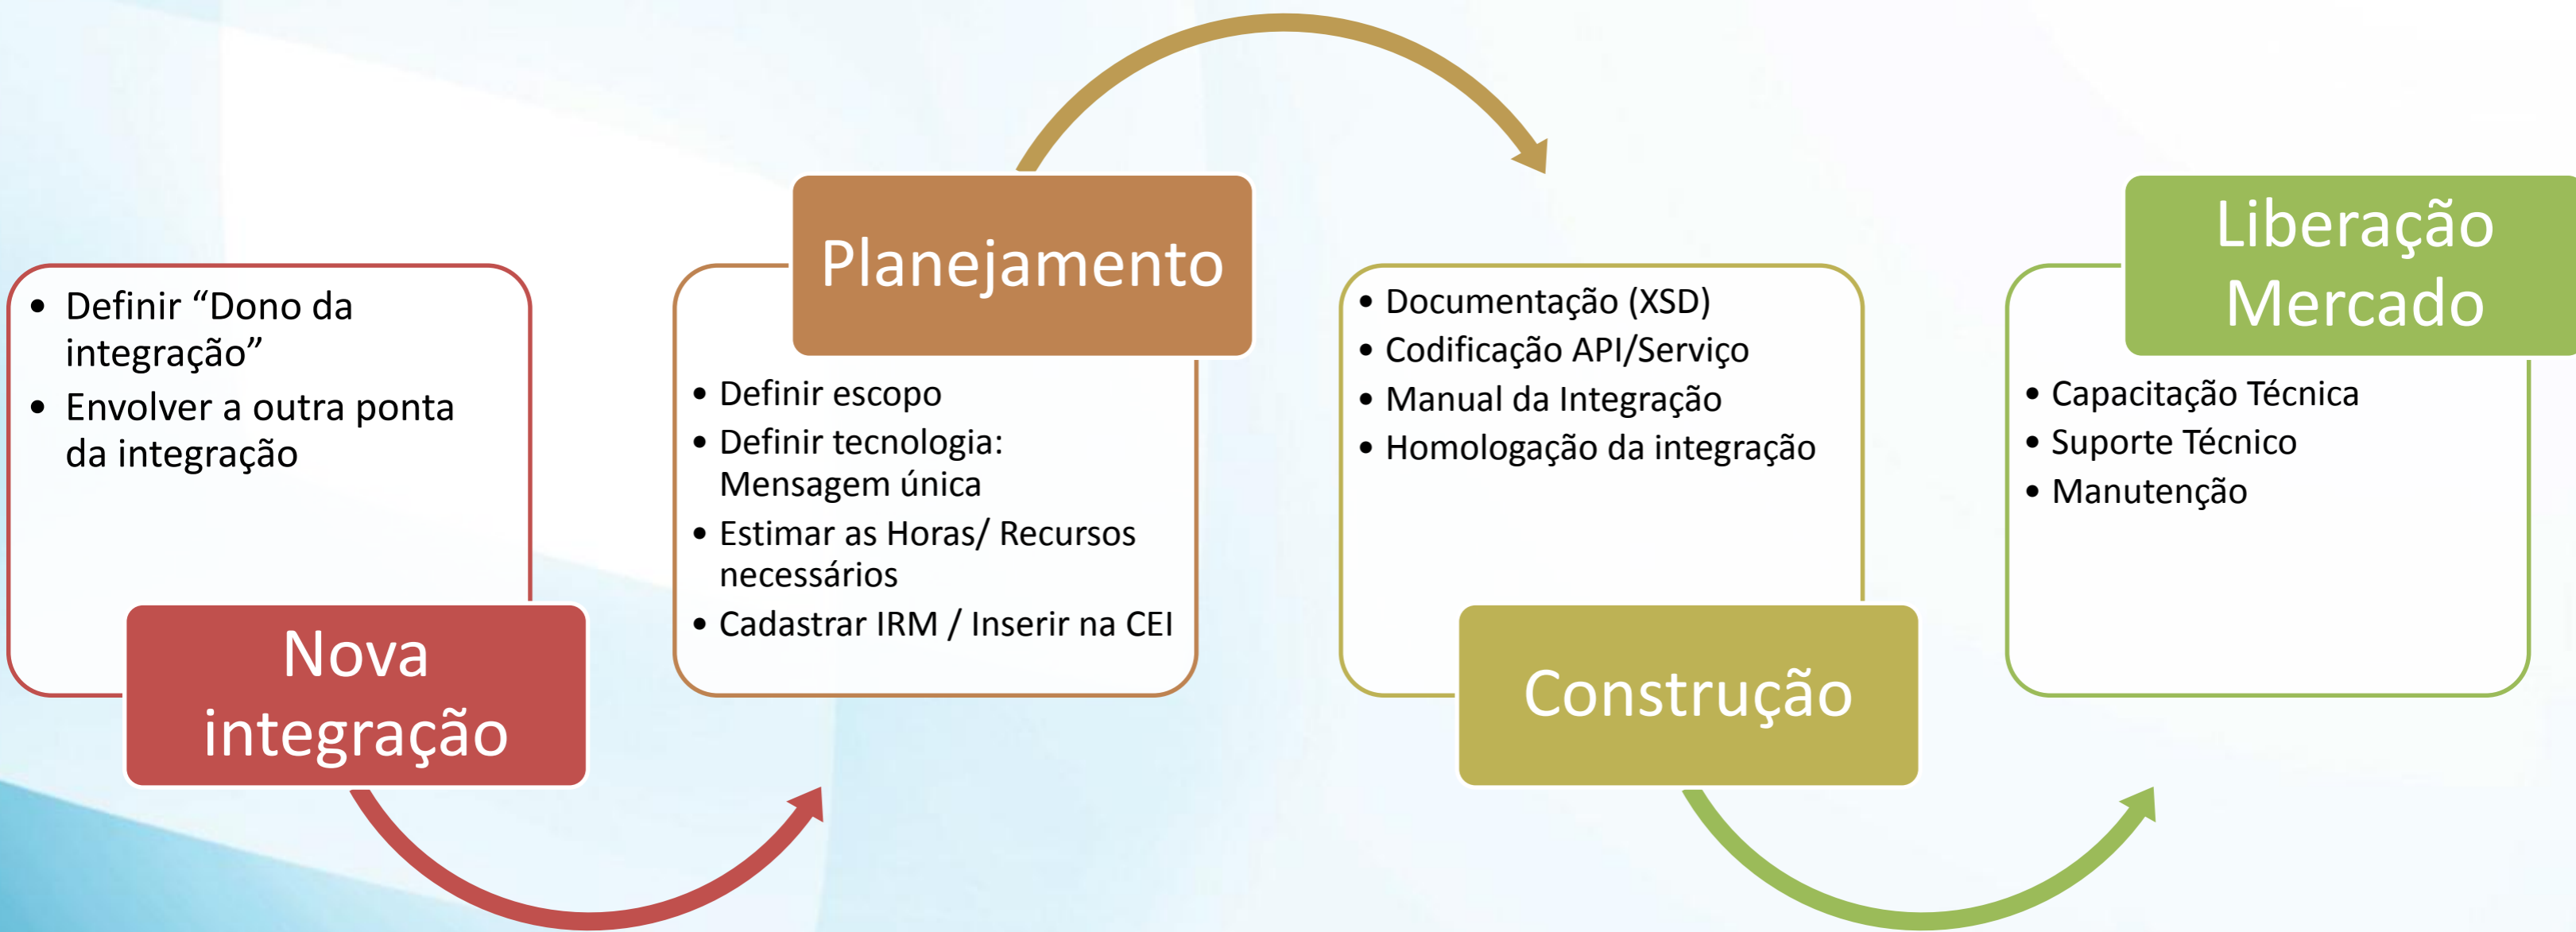 • Definir “Dono da
integração”
• Envolver a outra ponta
da integração
Nova
integração
Planejamento
• Definir escopo
• Definir tecnologia:
Mensagem única
• Estimar as Horas/ Recursos
necessários
• Cadastrar IRM / Inserir na CEI
• Documentação (XSD)
• Codificação API/Serviço
• Manual da Integração
• Homologação da integração
Construção
Liberação
Mercado
• Capacitação Técnica
• Suporte Técnico
• Manutenção